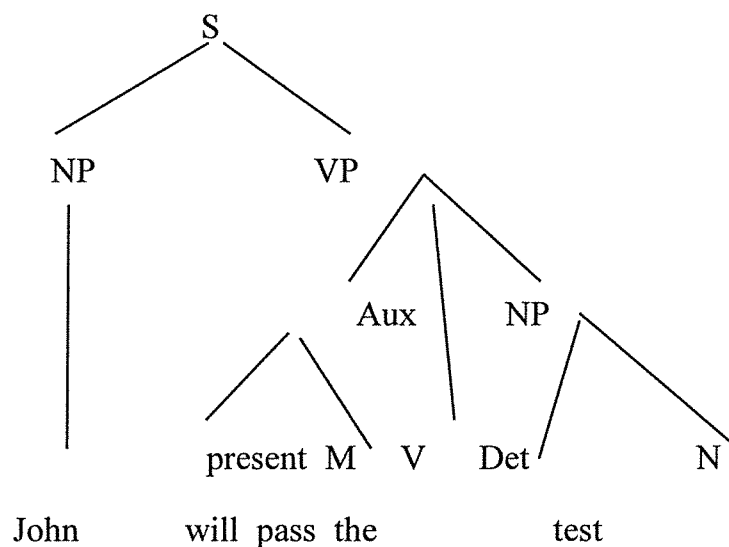 S
NP VP
Aux NP
present M V Det N
John will pass the test